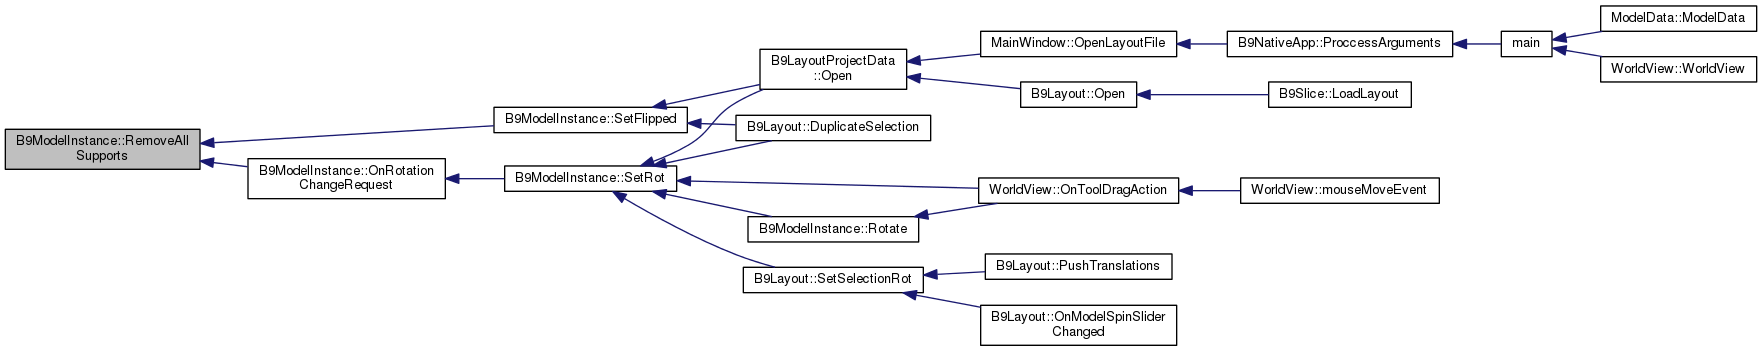 B9ModelInstance::RemoveAll
Supports
B9ModelInstance::SetFlipped
B9ModelInstance::OnRotation
ChangeRequest
B9ModelInstance::SetRot
B9LayoutProjectData
::Open
B9Layout::DuplicateSelection
B9ModelInstance::Rotate
B9Layout::SetSelectionRot
MainWindow::OpenLayoutFile
B9Layout::Open
WorldView::OnToolDragAction
B9Layout::PushTranslations
B9Layout::OnModelSpinSlider
Changed
B9NativeApp::ProccessArguments
B9Slice::LoadLayout
WorldView::mouseMoveEvent
main
ModelData::ModelData
WorldView::WorldView